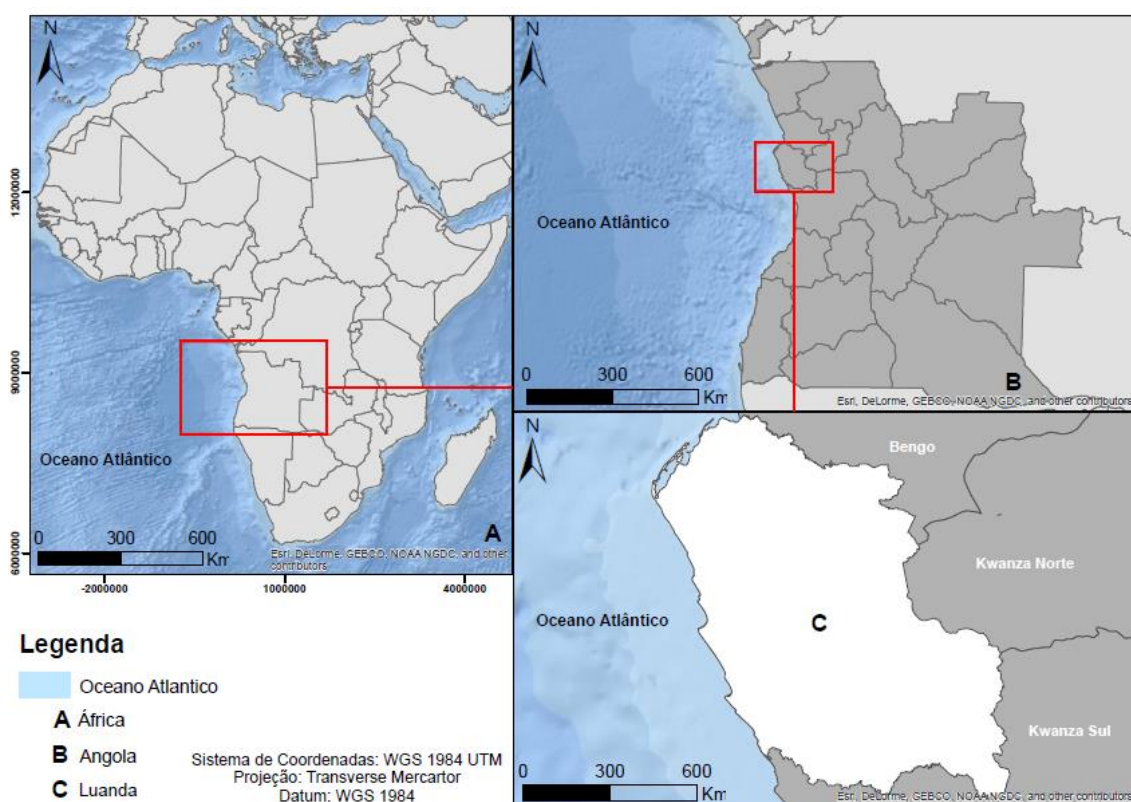 N
12000000
9000000
6000000
Oceano Atlântico
0 300 600
Km
A
Esri, DeLorme, GEBCO, NOAA NGDC, and other
contributors
-2000000 1000000 4000000
N
Oceano Atlântico
0 300 600
Km
B
Esri, DeLorme, GEBCO, NOAA NGDC, and other contributors
N
Bengo
Kwanza Norte
Oceano Atlântico
C
Kwanza Sul
0 300 600
Km
Esri, DeLorme, GEBCO, NOAA NGDC, and other contributors
Legenda
Oceano Atlantico
A África
B Angola
C Luanda
Sistema de Coordenadas: WGS 1984 UTM
Projeção: Transverse Mercartor
Datum: WGS 1984